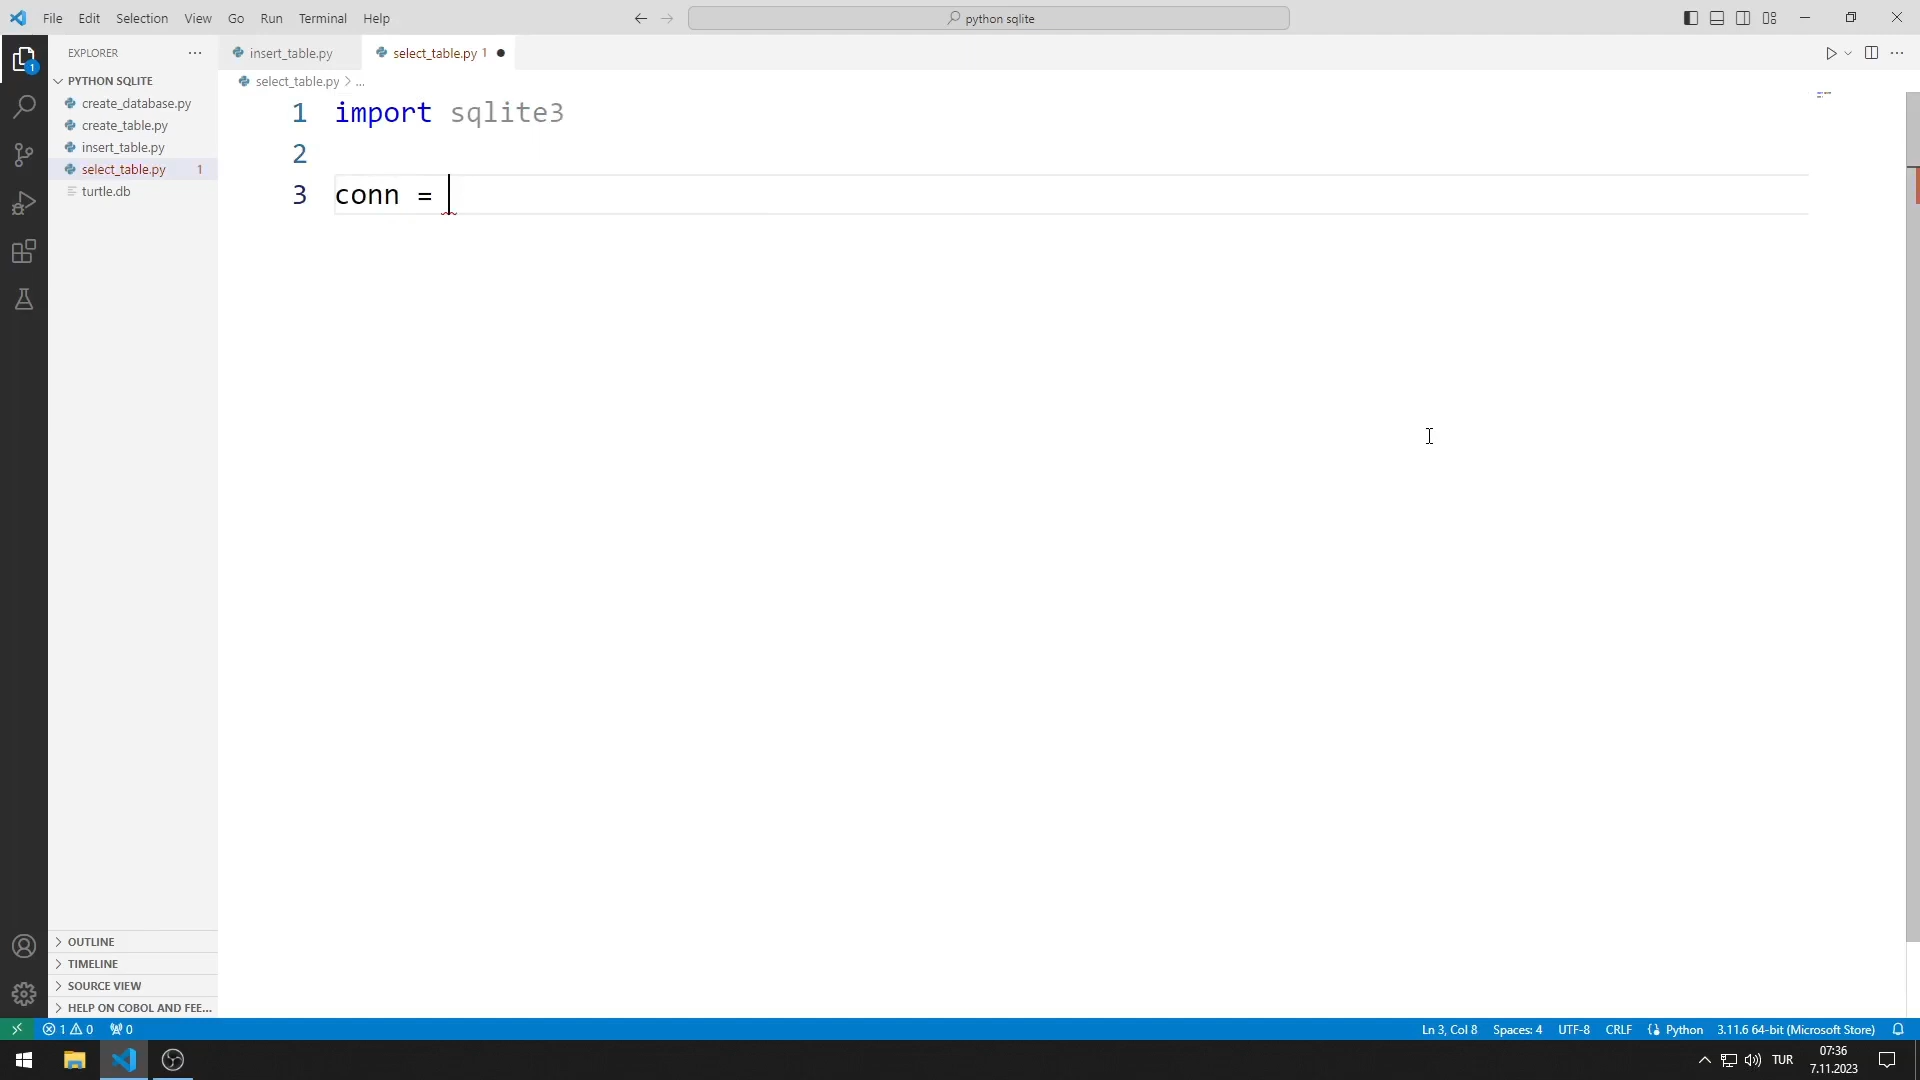 File Edit Selection View Go Run Terminal Help
python sqlite
EXPLORER
PYTHON SQLITE
create_database.py
create_table.py
insert_table.py
select_table.py 1
turtle.db
OUTLINE
TIMELINE
SOURCE VIEW
HELP ON COBOL AND FEE...
1
insert_table.py
select_table.py 1
select_table.py > ...
1 import sqlite3
2
3 conn =
1 0 0
Ln 3, Col 8 Spaces: 4 UTF-8 CRLF Python 3.11.6 64-bit (Microsoft Store)
TUR
07:36
7.11.2023